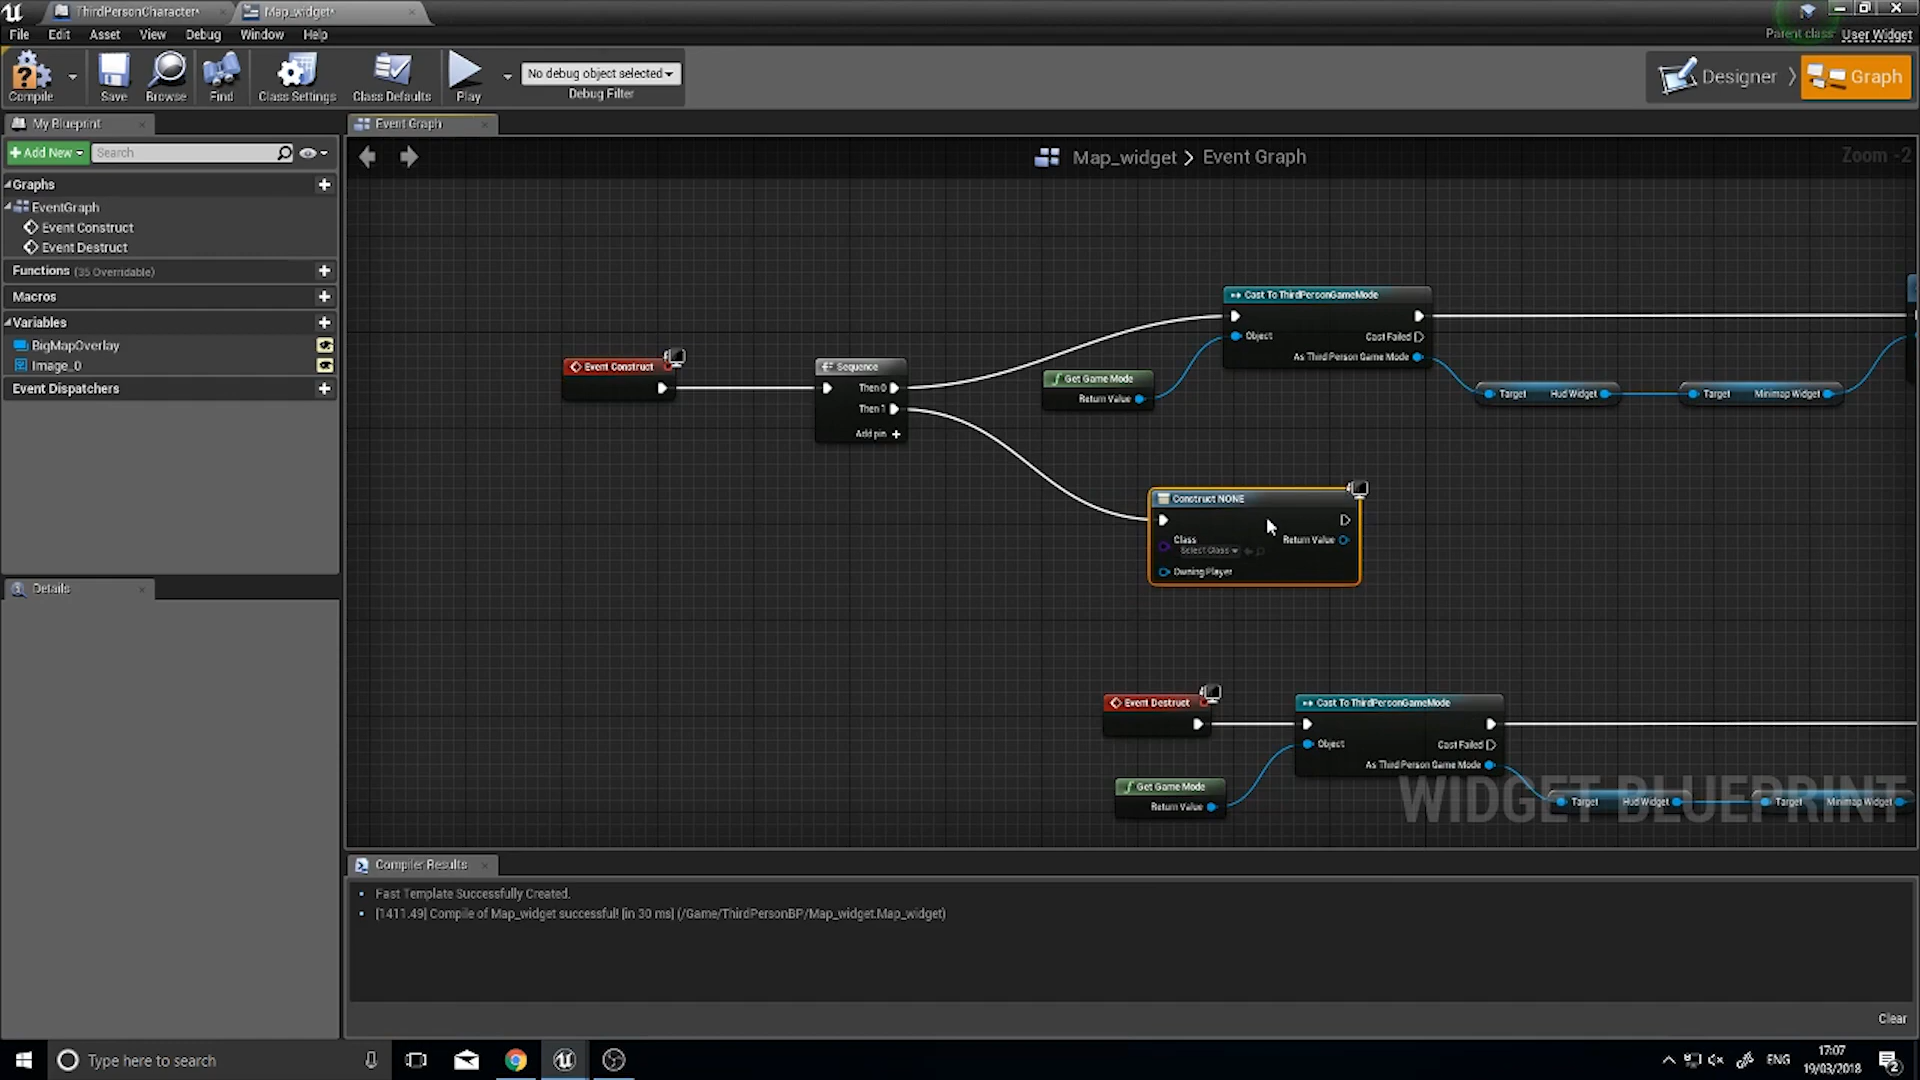 ThirdPersonCharacter*
Map_widget*
File Edit Asset View Debug Window Help
Parent class: User Widget
Compile
Save
Browse
Find
Class Settings
Class Defaults
Play
No debug object selected
Debug Filter
Designer
Graph
My Blueprint
Event Graph
+ Add New
Search
Map_widget > Event Graph
Zoom -2
Graphs
EventGraph
Event Construct
Event Destruct
Functions (35 Overridable)
Macros
Variables
BigMapOverlay
Image_0
Event Dispatchers
Details
Cast To ThirdPersonGameMode
Object
Cast Failed
As Third Person Game Mode
Event Construct
Sequence
Then 0
Then 1
Add pin +
Get Game Mode
Return Value
Target Hud Widget
Target Minimap Widget
Construct NONE
Class
Select Class
Return Value
Owning Player
Event Destruct
Cast To ThirdPersonGameMode
Object
Cast Failed
As Third Person Game Mode
Get Game Mode
Return Value
Target Hud Widget
Target Minimap Widget
WIDGET BLUEPRINT
Compiler Results
Fast Template Successfully Created.
[1411.49] Compile of Map_widget successful! [in 30 ms] (/Game/ThirdPersonBP/Map_widget.Map_widget)
Clear
Type here to search
ENG
17:07
19/03/2018
2